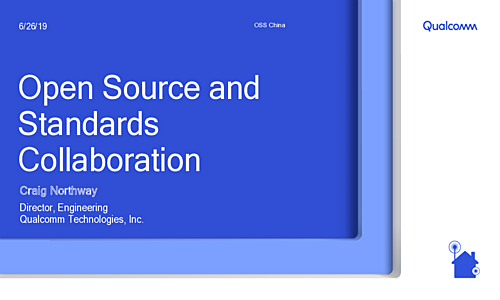 6/26/19
OSS China
Qualcomm
Open Source and
Standards
Collaboration
Craig Northway
Director, Engineering
Qualcomm Technologies, Inc.